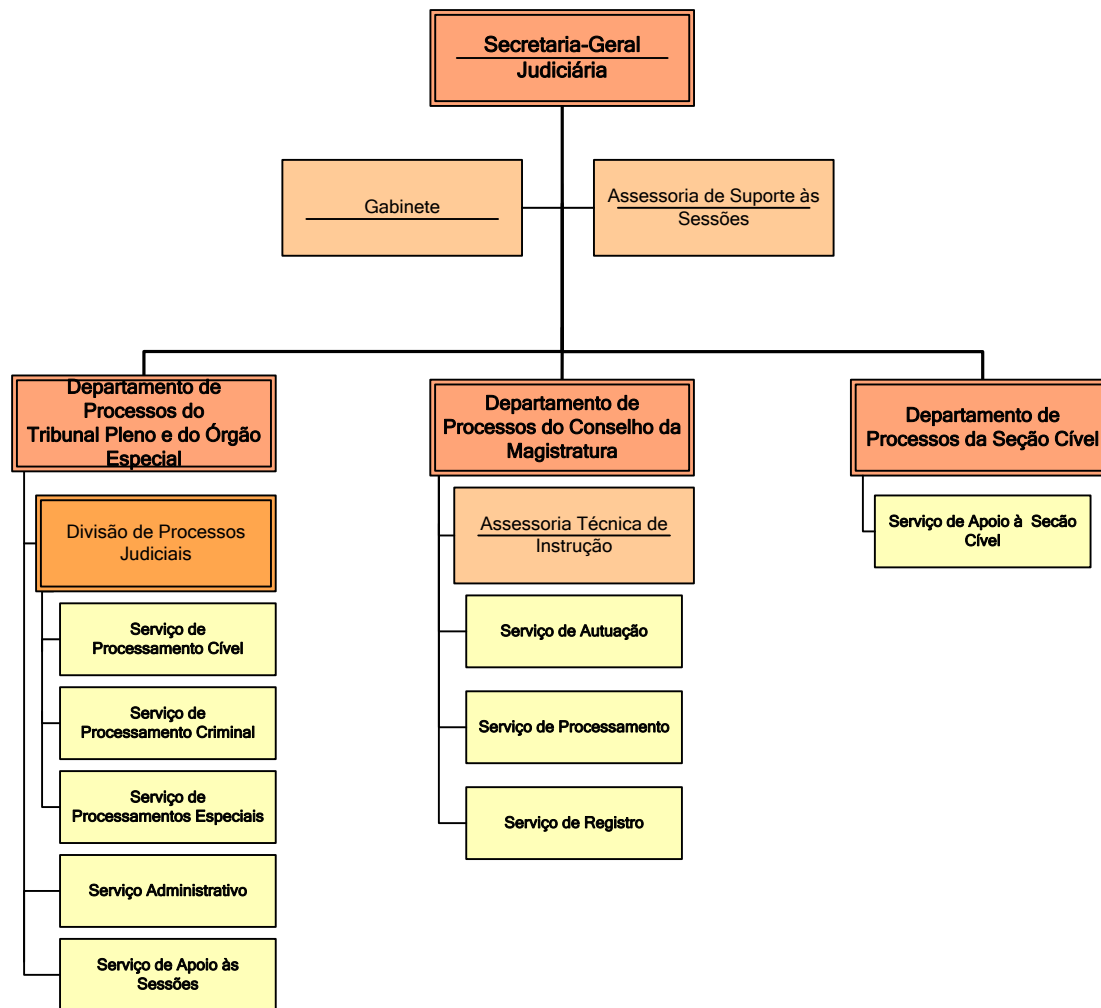 Secretaria-Geral
Judiciária
Gabinete
Assessoria de Suporte às
Sessões
Departamento de
Processos do
Tribunal Pleno e do Órgão
Especial
Divisão de Processos
Judiciais
Serviço de
Processamento Cível
Serviço de
Processamento Criminal
Serviço de
Processamentos Especiais
Serviço Administrativo
Serviço de Apoio às
Sessões
Departamento de
Processos do Conselho da
Magistratura
Assessoria Técnica de
Instrução
Serviço de Autuação
Serviço de Processamento
Serviço de Registro
Departamento de
Processos da Seção Cível
Serviço de Apoio à  Secão
Cível